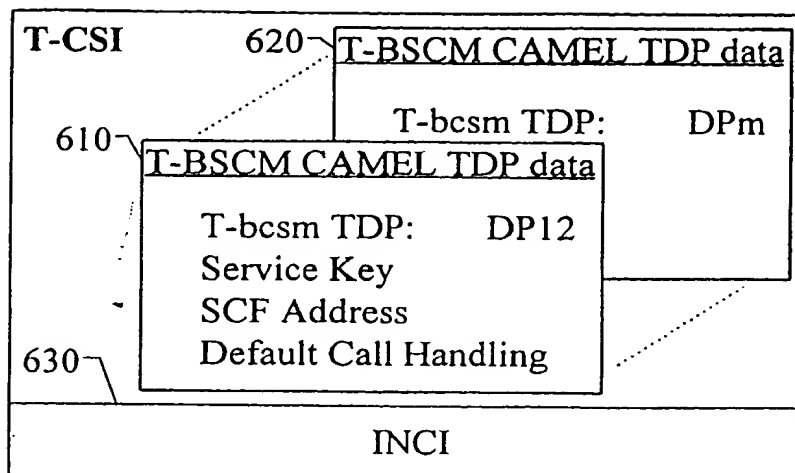 T-CSI
620
T-BSCM CAMEL TDP data
T-bcsm TDP: DPm
610
T-BSCM CAMEL TDP data
T-bcsm TDP: DP12
Service Key
SCF Address
Default Call Handling
630
INCI